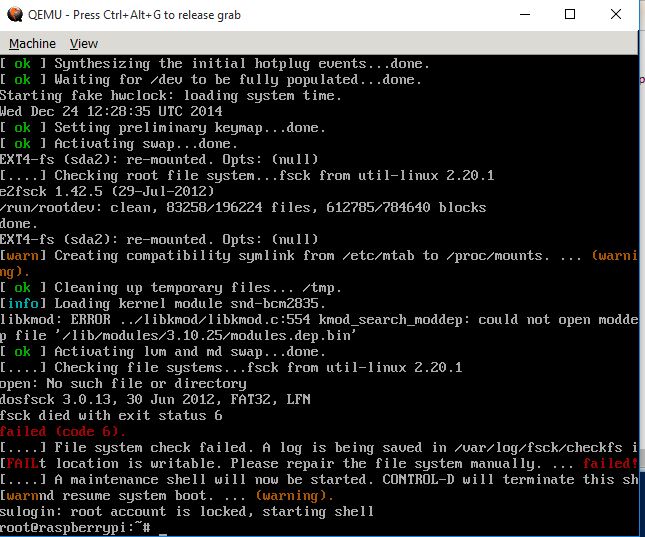 QEMU - Press Ctrl+Alt+G to release grab
Machine View
[ ok ] Synthesizing the initial hotplug events...done.
[ ok ] Waiting for /dev to be fully populated...done.
Starting fake hwclock: loading system time.
Wed Dec 24 12:28:35 UTC 2014
[ ok ] Setting preliminary keymap...done.
[ ok ] Activating swap...done.
EXT4-fs (sda2): re-mounted. Opts: (null)
[....] Checking root file system...fsck from util-linux 2.20.1
e2fsck 1.42.5 (29-Jul-2012)
/run/rootdev: clean, 83258/196224 files, 612785/784640 blocks
done.
EXT4-fs (sda2): re-mounted. Opts: (null)
[warn] Creating compatibility symlink from /etc/mtab to /proc/mounts. ... (warni
ng).
[ ok ] Cleaning up temporary files... /tmp.
[info] Loading kernel module snd-bcm2835.
libkmod: ERROR ../libkmod/libkmod.c:554 kmod_search_moddep: could not open modde
p file '/lib/modules/3.10.25/modules.dep.bin'
[ ok ] Activating lvm and md swap...done.
[....] Checking file systems...fsck from util-linux 2.20.1
open: No such file or directory
dosfsck 3.0.13, 30 Jun 2012, FAT32, LFN
fsck died with exit status 6
failed (code 6).
[....] File system check failed. A log is being saved in /var/log/fsck/checkfs i
[FAILt location is writable. Please repair the file system manually. ... failed!
[....] A maintenance shell will now be started. CONTROL-D will terminate this sh
[warnnd resume system boot. ... (warning).
sulogin: root account is locked, starting shell
root@raspberrypi:~# _